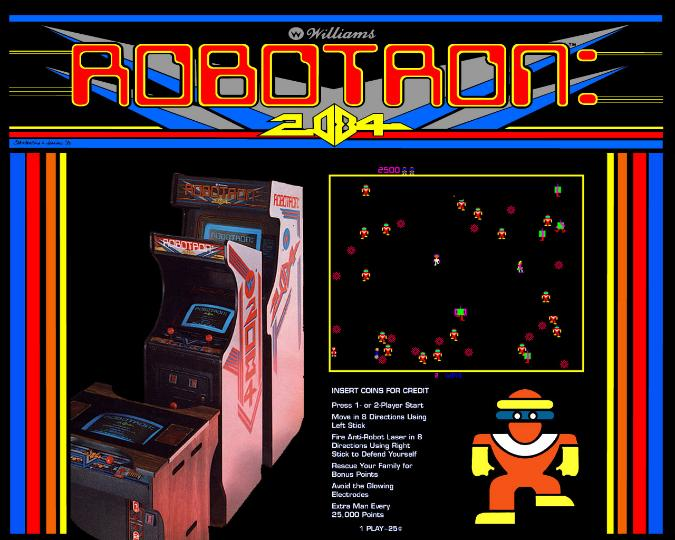 Williams
ROBOTRON:
2084
ROBOTRON:
ROBOTRON:
ROBOTRON:
2500
ROBOTRON:
INSERT COINS FOR CREDIT
Press 1- or 2-Player Start
Move in 8 Directions Using
Left Stick
Fire Anti-Robot Laser in 8
Directions Using Right
Stick to Defend Yourself
Rescue Your Family for
Bonus Points
Avoid the Glowing
Electrodes
Extra Man Every
25,000 Points
1 PLAY-25¢